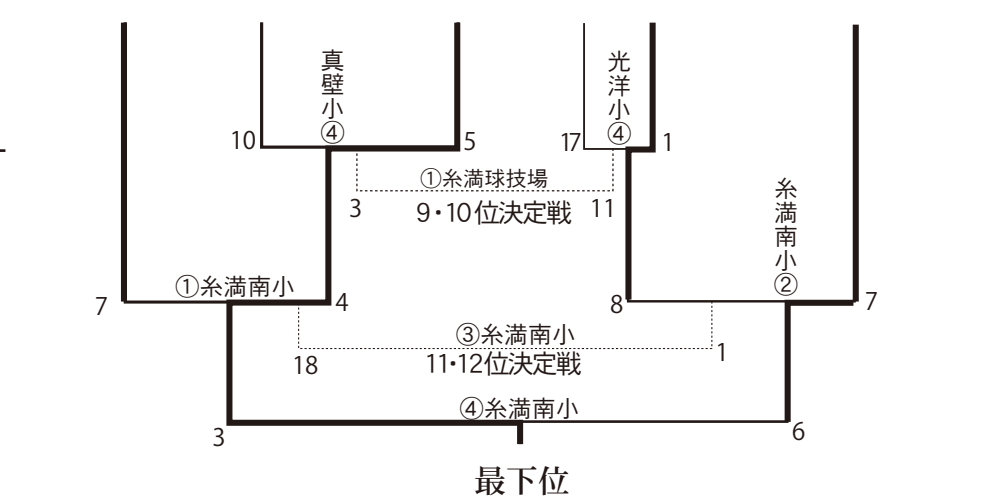 真壁小④
光洋小④
10
5
17
1
①糸満球技場
3
9・10位決定戦
11
糸満南小②
①糸満南小
7
4
8
7
③糸満南小
18
11・12位決定戦
1
④糸満南小
3
6
最下位